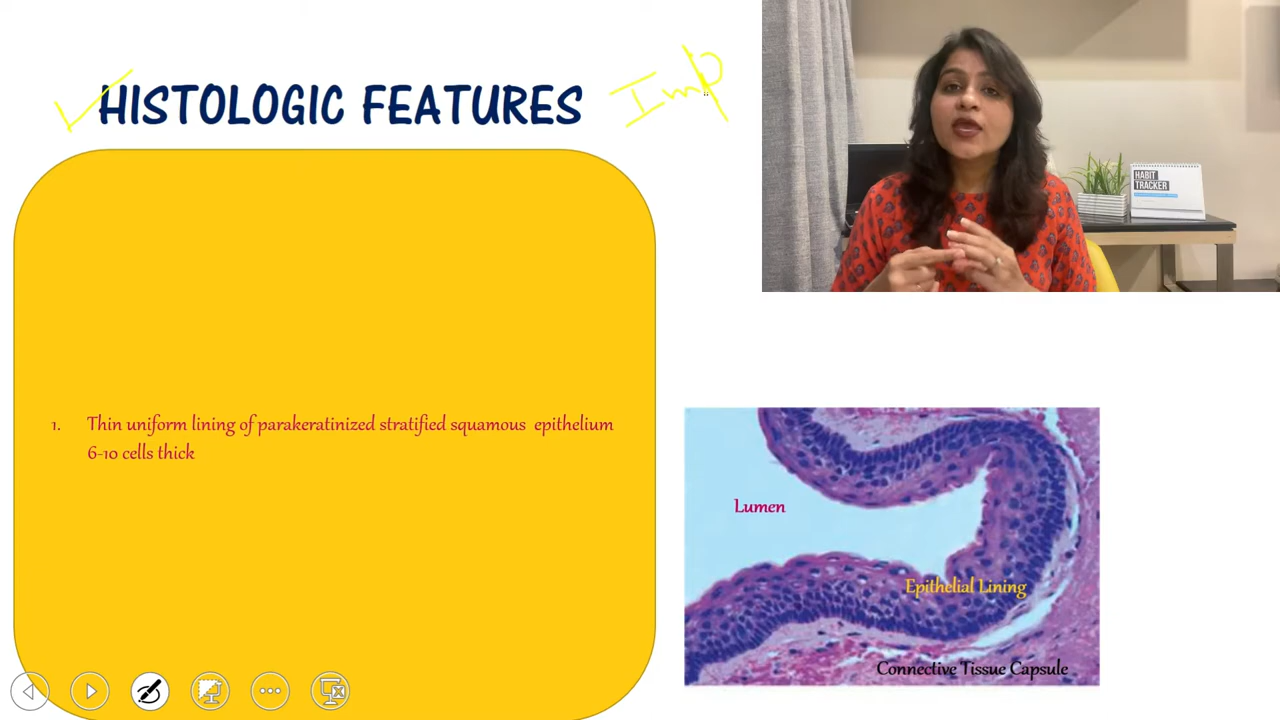 HISTOLOGIC FEATURES Imp
HABIT
TRACKER
1. Thin uniform lining of parakeratinized stratified squamous epithelium
6-10 cells thick
Lumen
Epithelial Lining
Connective Tissue Capsule